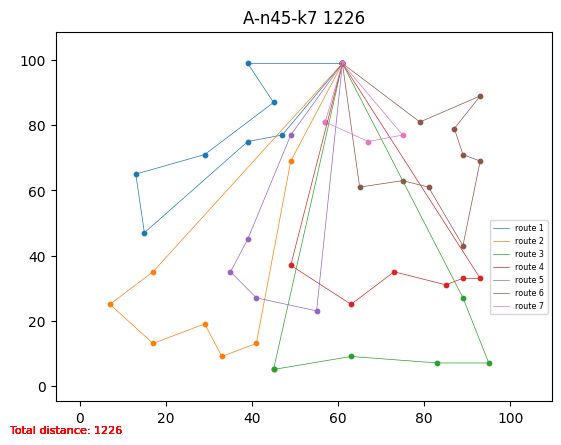 A-n45-k7 1226
100
80
60
40
20
0
route 1
route 2
route 3
route 4
route 5
route 6
route 7
0 20 40 60 80 100
Total distance: 1226